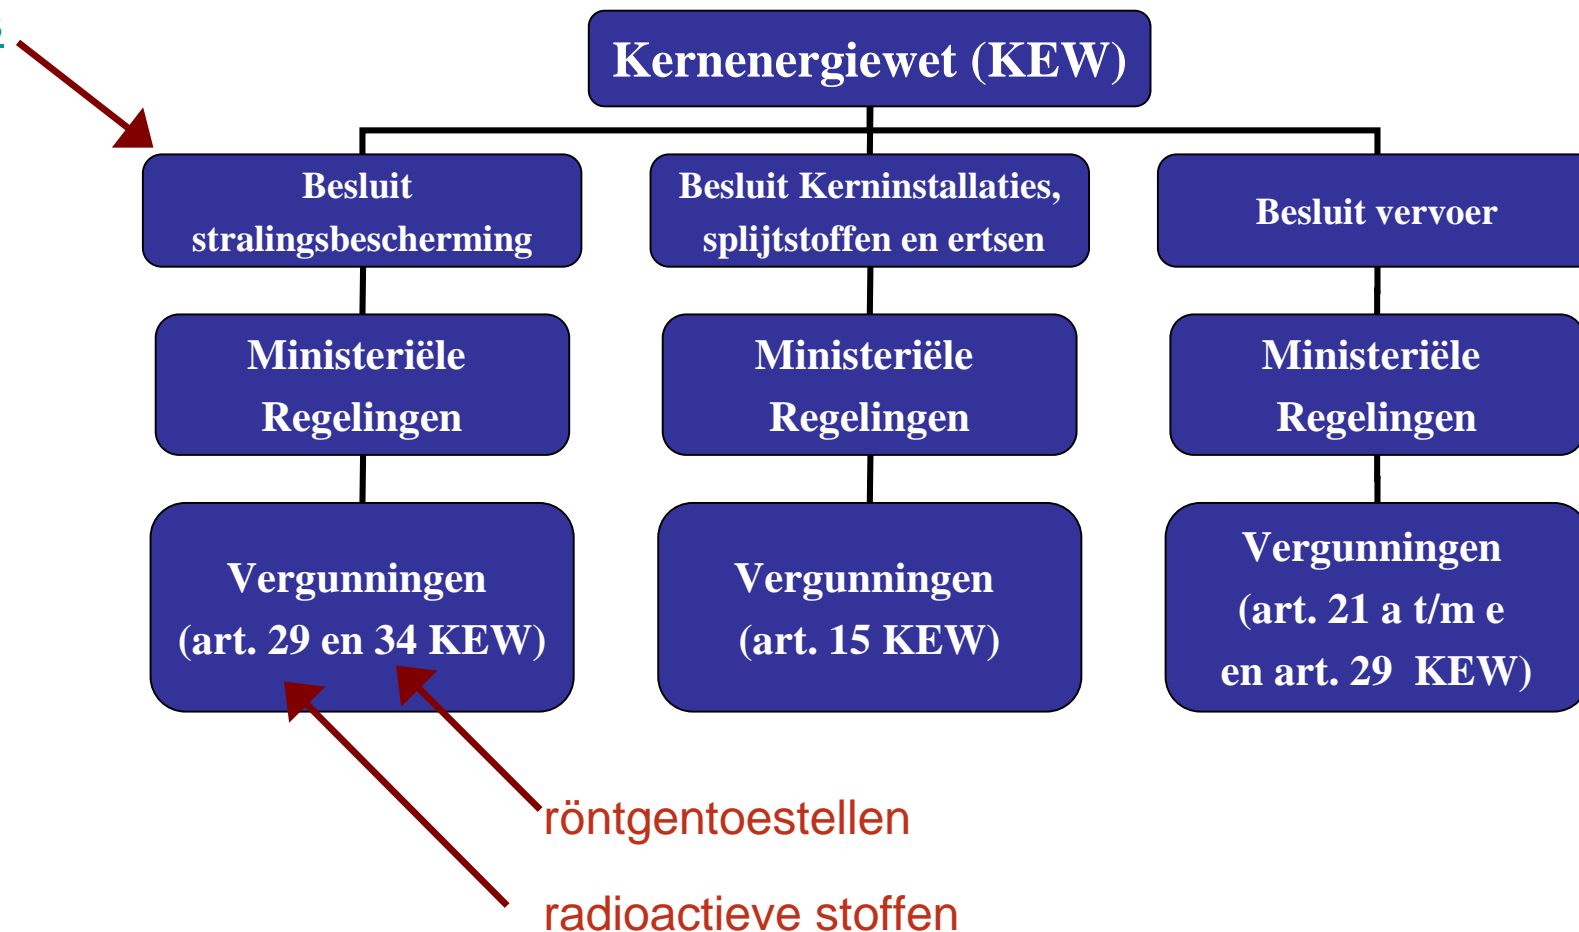 Kernenergiewet (KEW)
Besluit
stralingsbescherming
Besluit Kerninstallaties,
splijtstoffen en ertsen
Besluit vervoer
Ministeriële
Regelingen
Ministeriële
Regelingen
Ministeriële
Regelingen
Vergunningen
(art. 29 en 34 KEW)
Vergunningen
(art. 15 KEW)
Vergunningen
(art. 21 a t/m e
en art. 29 KEW)
röntgentoestellen
radioactieve stoffen